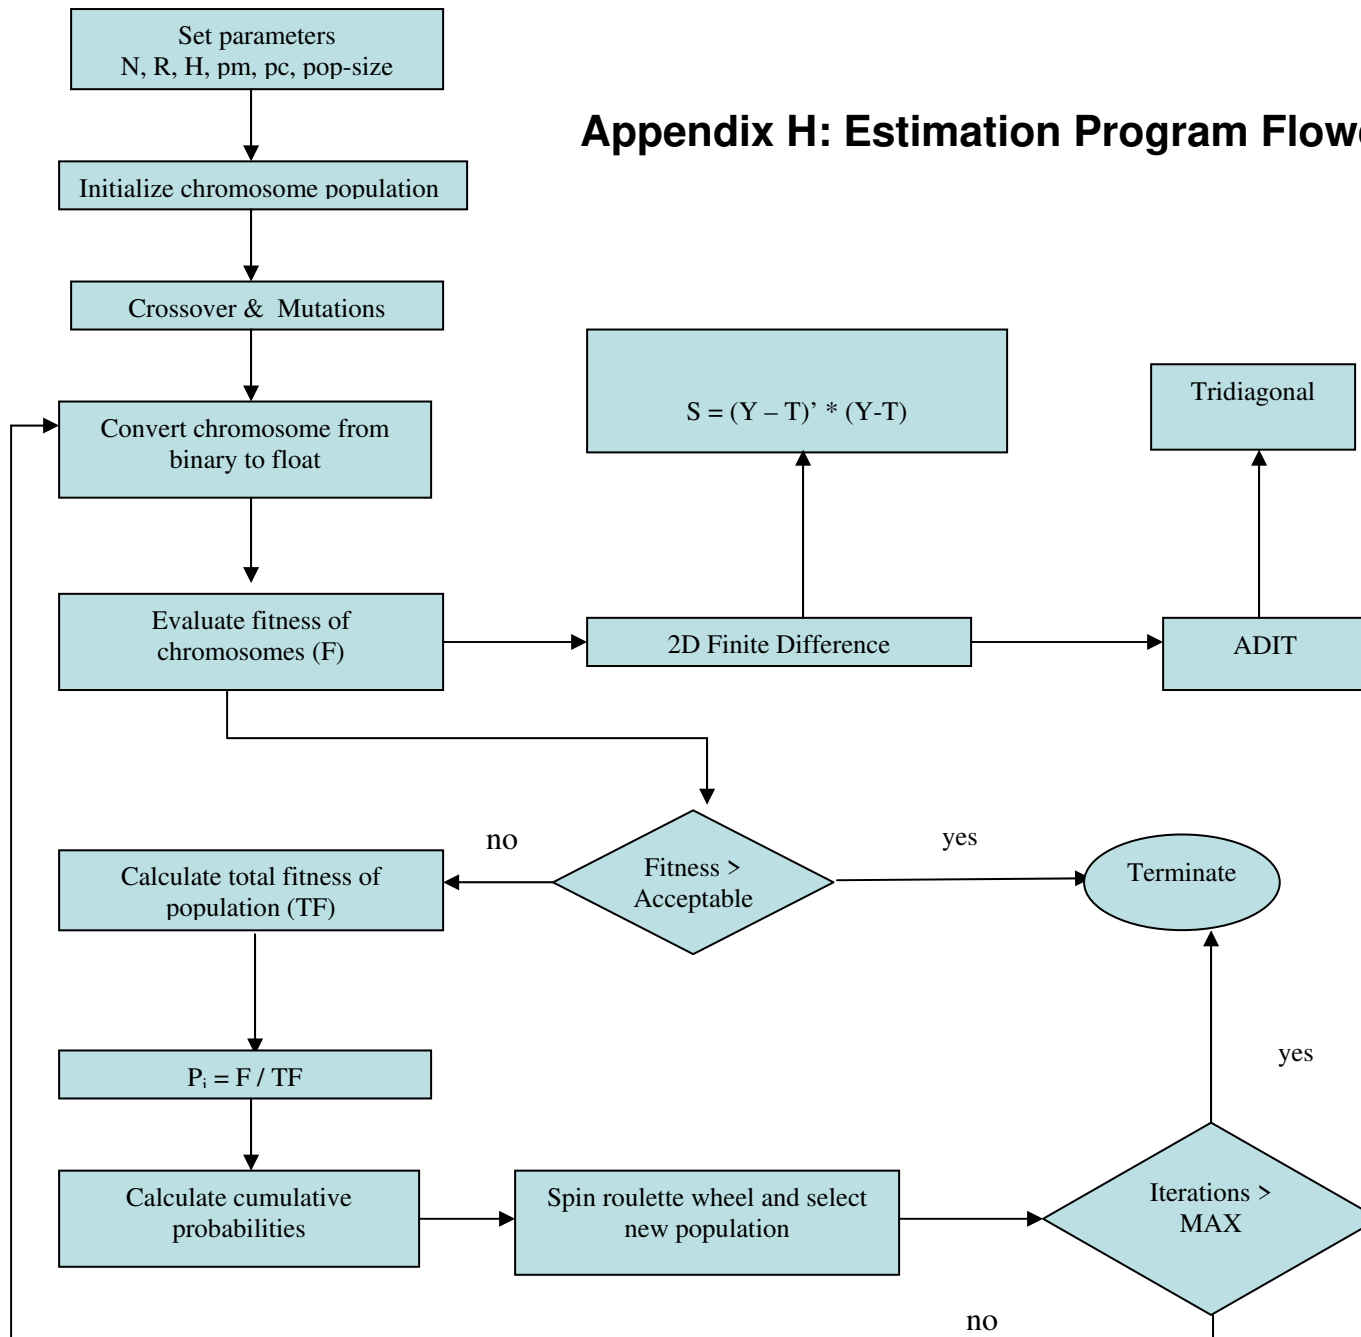 Set parameters
N, R, H, pm, pc, pop-size
Appendix H: Estimation Program
Initialize chromosome population
Crossover & Mutations
Convert chromosome from
binary to float
S = (Y – T)’ * (Y-T)
Tridiagonal
Evaluate fitness of
chromosomes (F)
2D Finite Difference
ADIT
no
Fitness >
Acceptable
yes
Terminate
Calculate total fitness of
population (TF)
Pi = F / TF
yes
Calculate cumulative
probabilities
Spin roulette wheel and select
new population
Iterations >
MAX
no